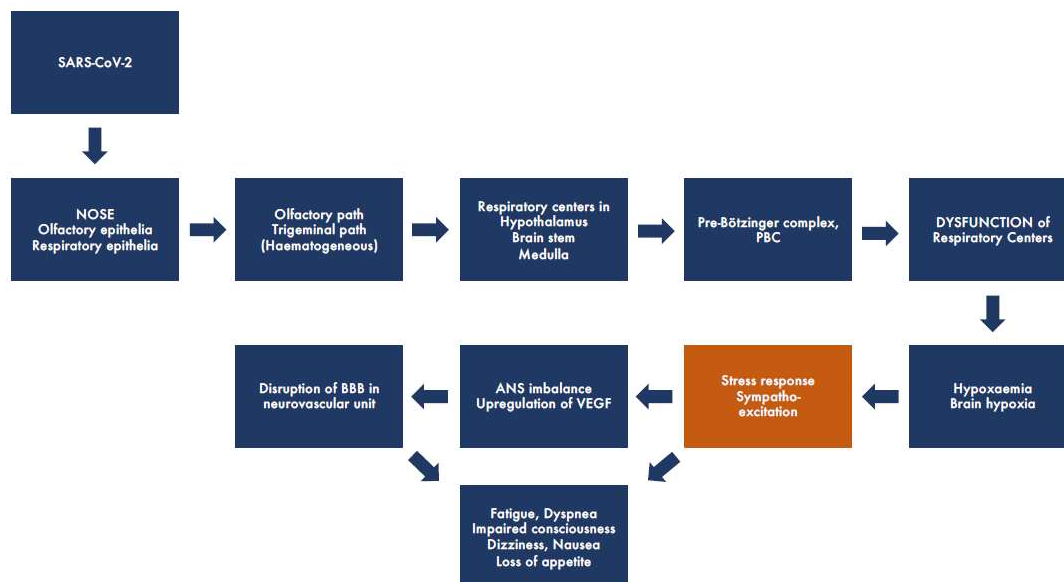 SARS-CoV-2
NOSE
Olfactory epithelia
Respiratory epithelia
Olfactory path
Trigeminal path
(Haematogeneous)
Respiratory centers in
Hypothalamus
Brain stem
Medulla
Pre-Bötzinger complex,
PBC
DYSFUNCTION of
Respiratory Centers
Hypoxaemia
Brain hypoxia
Stress response
Sympatho-
excitation
ANS imbalance
Upregulation of VEGF
Disruption of BBB in
neurovascular unit
Fatigue, Dyspnea
Impaired consciousness
Dizziness, Nausea
Loss of appetite